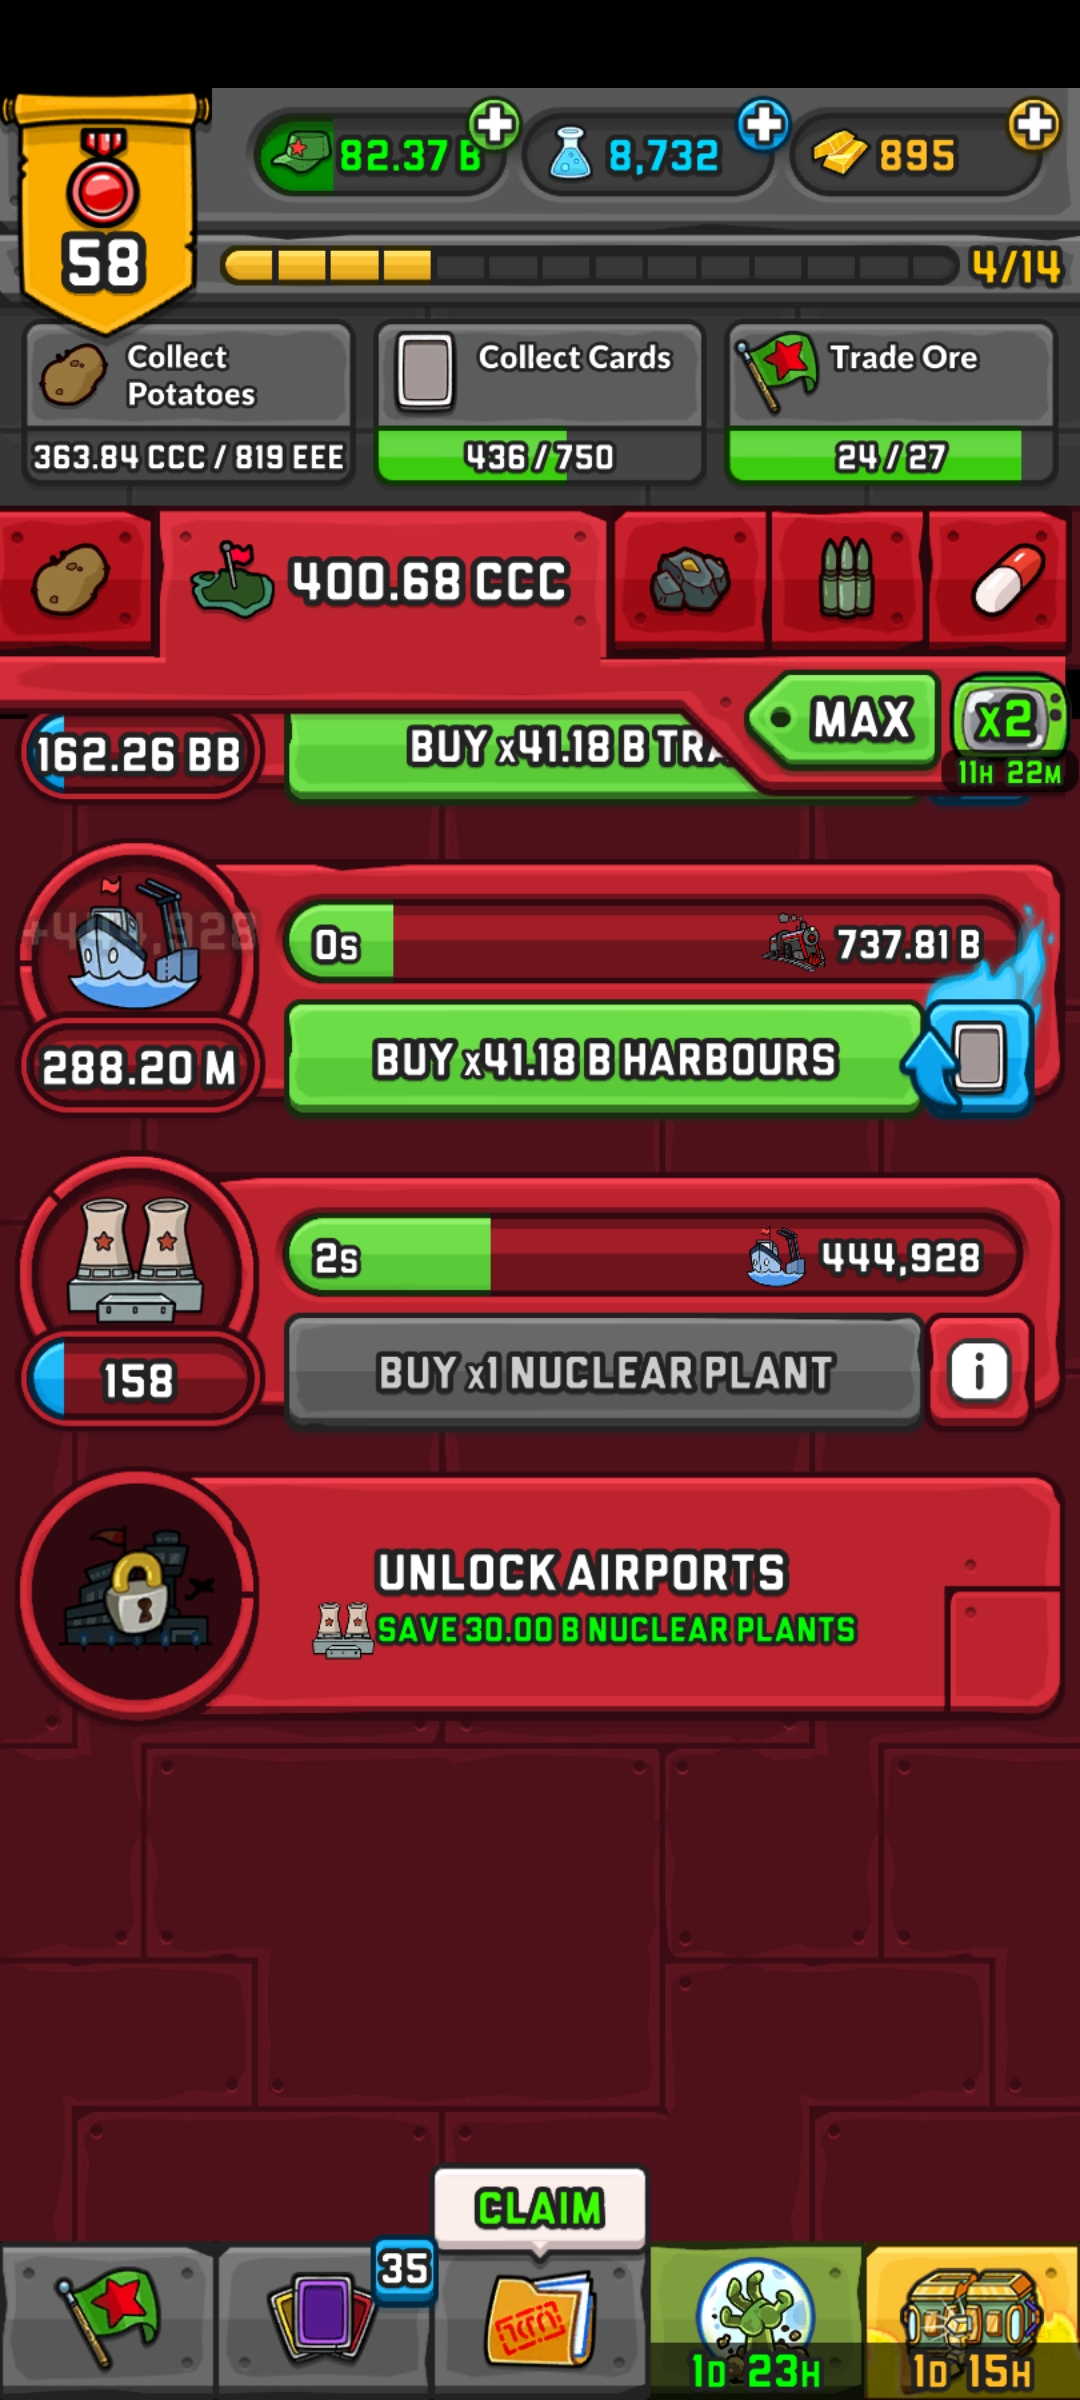 82.37 B
8,732
895
58
4/14
Collect
Potatoes
363.84 CCC / 819 EEE
Collect Cards
436/750
Trade Ore
24/27
400.68 CCC
MAX
x2
11H 22M
162.26 BB
BUY x41.18 B
+444,928
0s
737.81 B
288.20 M
BUY x41.18 B HARBOURS
2s
444,928
158
BUY x1 NUCLEAR PLANT
i
UNLOCK AIRPORTS
SAVE 30.00 B NUCLEAR PLANTS
CLAIM
35
1D 23H
1D 15H